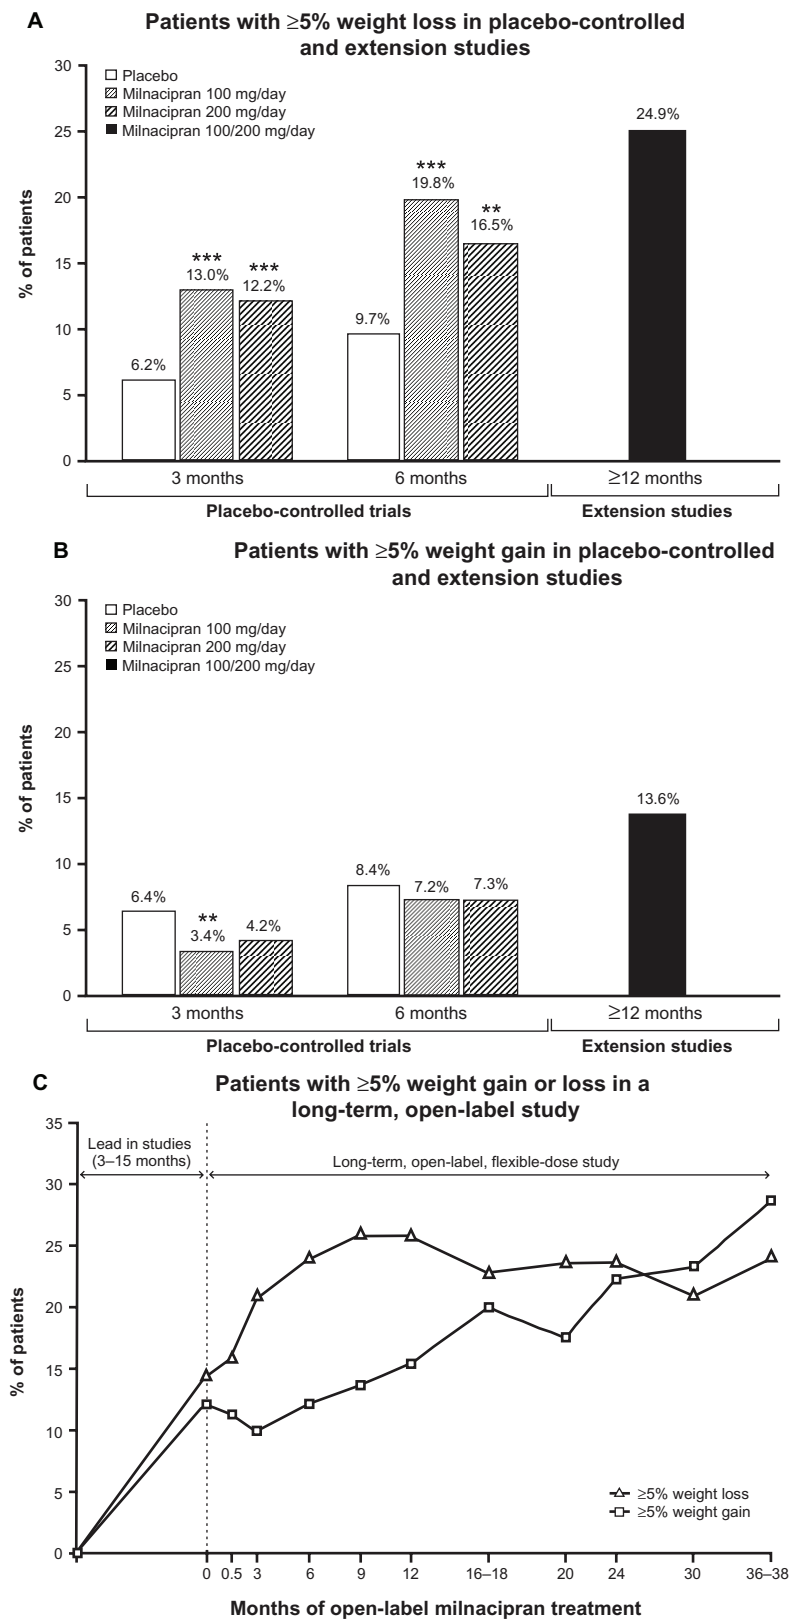 A
Patients with ≥5% weight loss in placebo-controlled
and extension studies
30
25
20
15
10
5
0
% of patients
Placebo
Milnacipran 100 mg/day
Milnacipran 200 mg/day
Milnacipran 100/200 mg/day
6.2%
***
13.0%
***
12.2%
9.7%
***
19.8%
**
16.5%
24.9%
3 months
6 months
≥12 months
Placebo-controlled trials
Extension studies
B
Patients with ≥5% weight gain in placebo-controlled
and extension studies
30
25
20
15
10
5
0
% of patients
Placebo
Milnacipran 100 mg/day
Milnacipran 200 mg/day
Milnacipran 100/200 mg/day
6.4%
**
3.4%
4.2%
8.4%
7.2%
7.3%
13.6%
3 months
6 months
≥12 months
Placebo-controlled trials
Extension studies
C
Patients with ≥5% weight gain or loss in a
long-term, open-label study
35
30
25
20
15
10
5
0
% of patients
Lead in studies
(3–15 months)
Long-term, open-label, flexible-dose study
≥5% weight loss
≥5% weight gain
0 0.5 3 6 9 12 16–18 20 24 30 36–38
Months of open-label milnacipran treatment